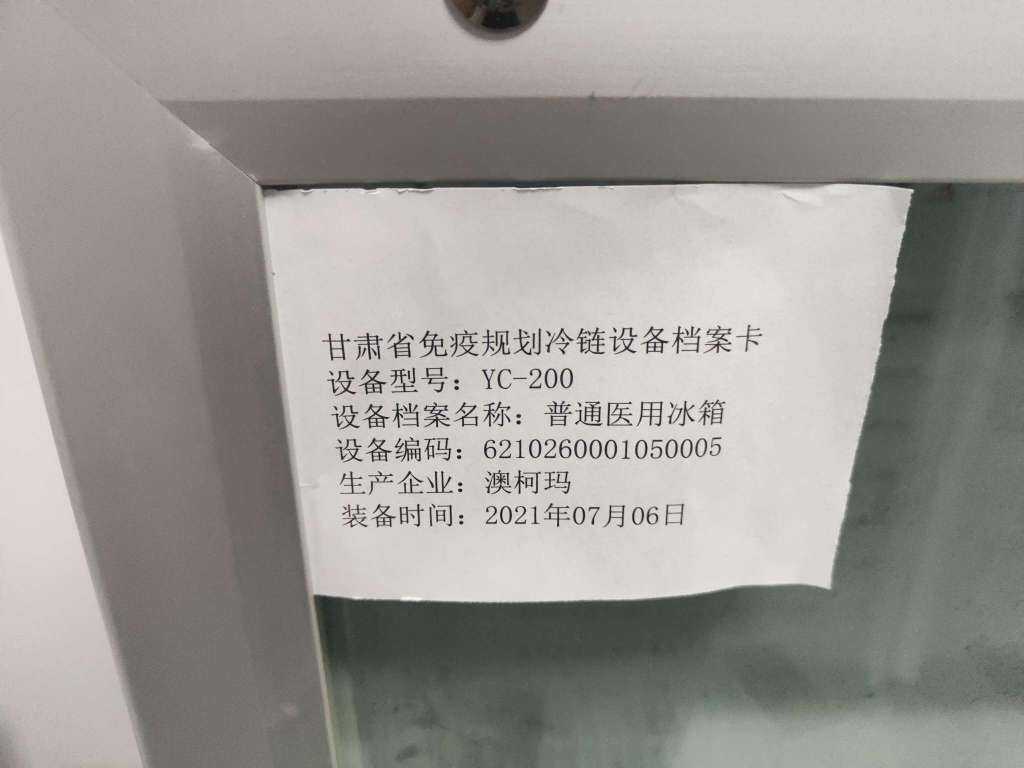 甘肃省免疫规划冷链设备档案卡
设备型号：YC-200
设备档案名称：普通医用冰箱
设备编码：6210260001050005
生产企业：澳柯玛
装备时间：2021年07月06日